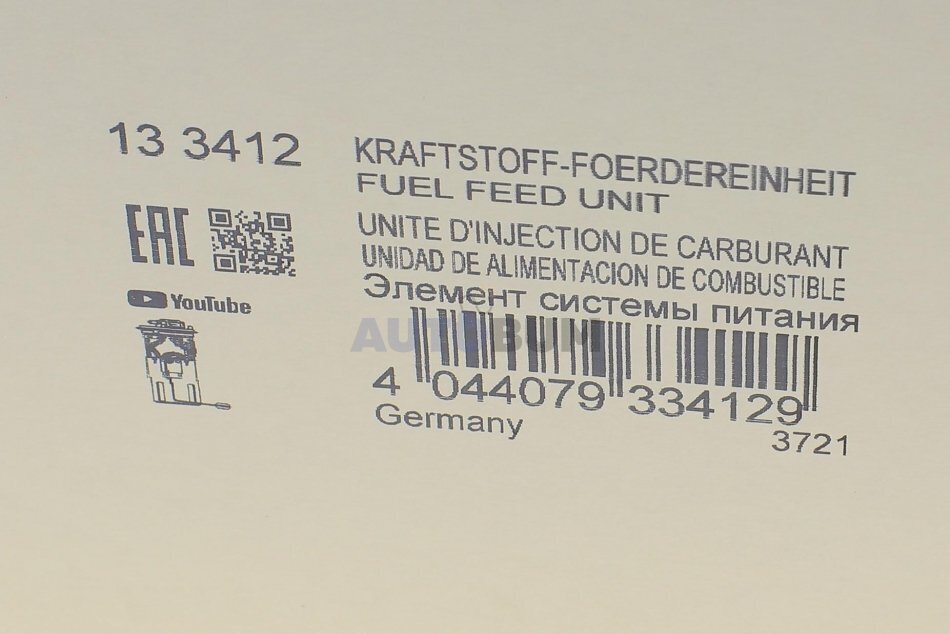 13 3412
KRAFTSTOFF-FOERDEREINHEIT
FUEL FEED UNIT
UNITE D'INJECTION DE CARBURANT
UNIDAD DE ALIMENTACION DE COMBUSTIBLE
Элемент системы питания
EAC
YouTube
AUTOBUM
4 044079 334129
Germany
3721